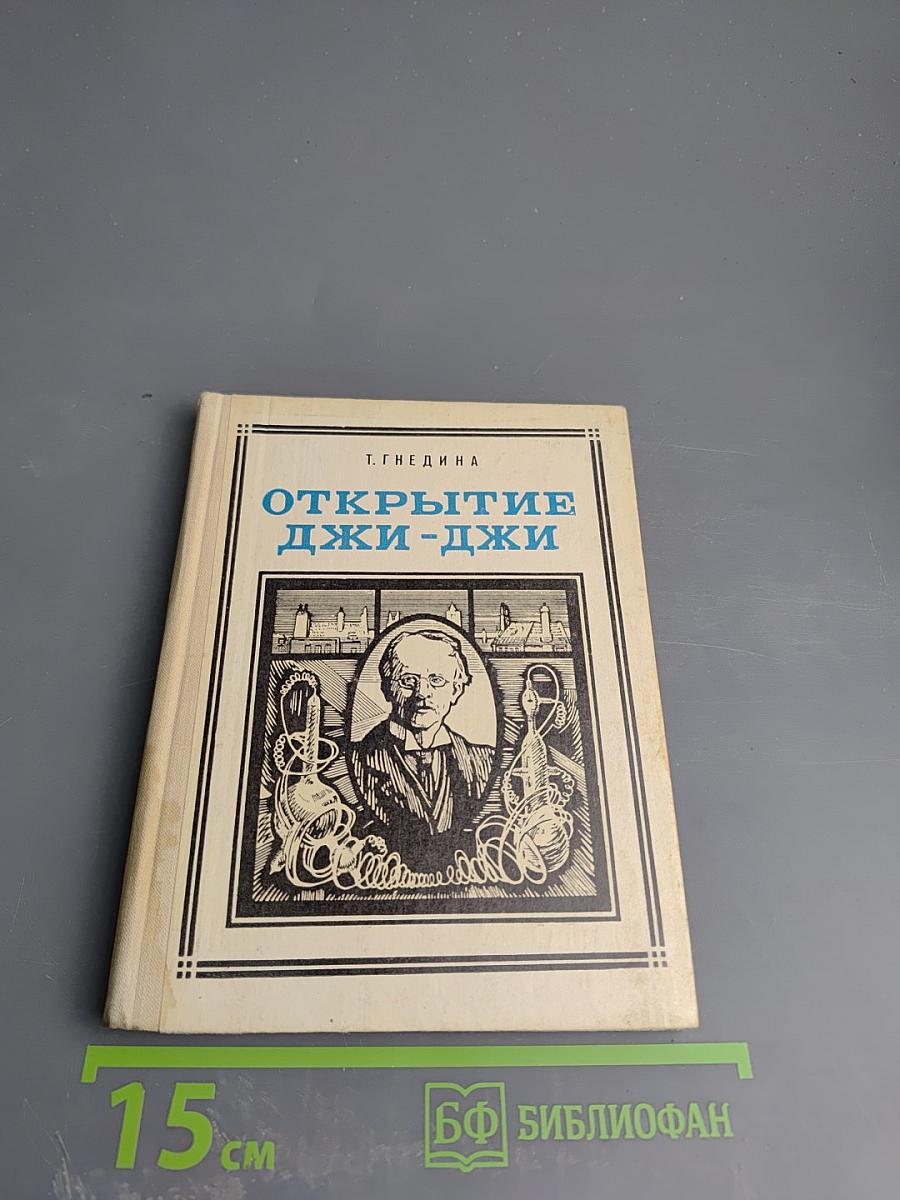 Т. ГНЕДИНА
ОТКРЫТИЕ
ДЖИ-ДЖИ
15 см
БФ БИБЛИОФАН